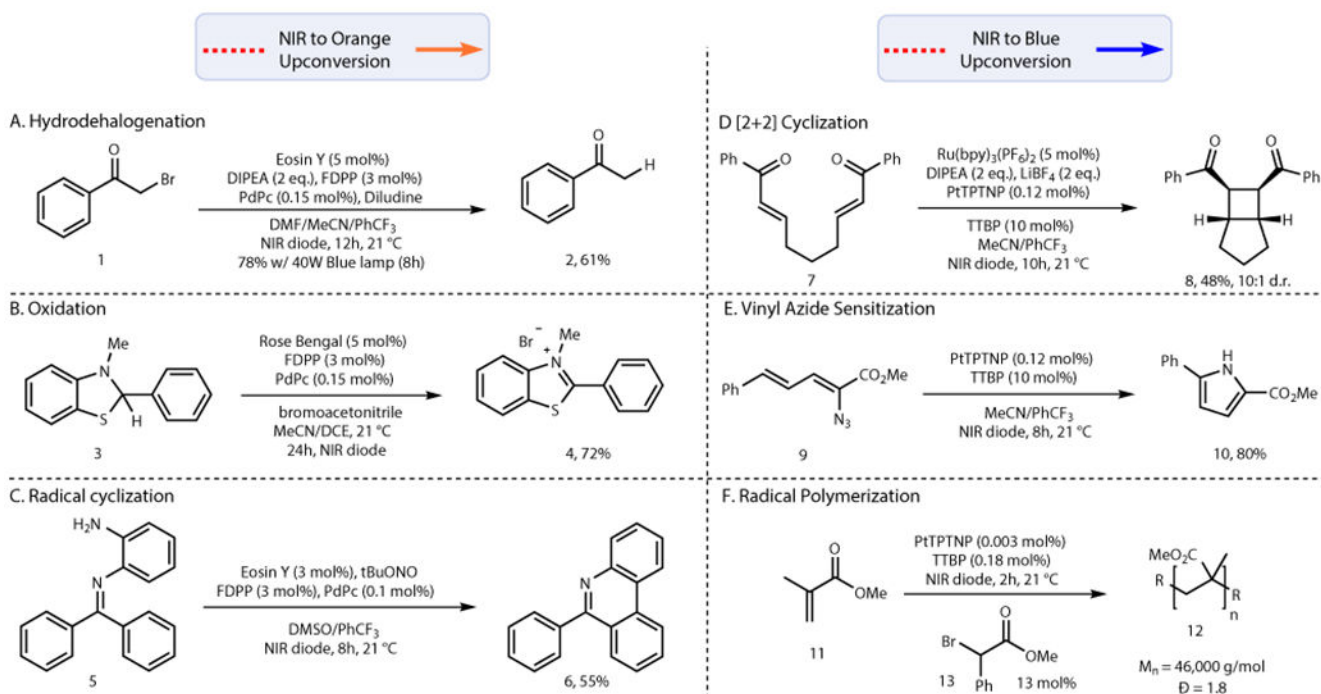 NIR to Orange
Upconversion
NIR to Blue
Upconversion
A. Hydrodehalogenation
O
Br
1
Eosin Y (5 mol%)
DIPEA (2 eq.), FDPP (3 mol%)
PdPc (0.15 mol%), Diludine
DMF/MeCN/PhCF₃
NIR diode, 12h, 21 °C
78% w/ 40W Blue lamp (8h)
O
H
2, 61%
B. Oxidation
Me
N
S
H
3
Rose Bengal (5 mol%)
FDPP (3 mol%)
PdPc (0.15 mol%)
bromoacetonitrile
MeCN/DCE, 21 °C
24h, NIR diode
Br⁻
Me
N⁺
S
4, 72%
C. Radical cyclization
H₂N
N
5
Eosin Y (3 mol%), tBuONO
FDPP (3 mol%), PdPc (0.1 mol%)
DMSO/PhCF₃
NIR diode, 8h, 21 °C
N
6, 55%
D [2+2] Cyclization
Ph O O Ph
7
Ru(bpy)₃(PF₆)₂ (5 mol%)
DIPEA (2 eq.), LiBF₄ (2 eq.)
PtTPTNP (0.12 mol%)
TTBP (10 mol%)
MeCN/PhCF₃
NIR diode, 10h, 21 °C
O O
Ph Ph
H H
8, 48%, 10:1 d.r.
E. Vinyl Azide Sensitization
Ph CO₂Me
N₃
9
PtTPTNP (0.12 mol%)
TTBP (10 mol%)
MeCN/PhCF₃
NIR diode, 8h, 21 °C
Ph H
N
CO₂Me
10, 80%
F. Radical Polymerization
O
OMe
11
PtTPTNP (0.003 mol%)
TTBP (0.18 mol%)
NIR diode, 2h, 21 °C
O
Br
OMe
Ph
13 13 mol%
MeO₂C
R R
n
12
Mₙ = 46,000 g/mol
Đ = 1.8